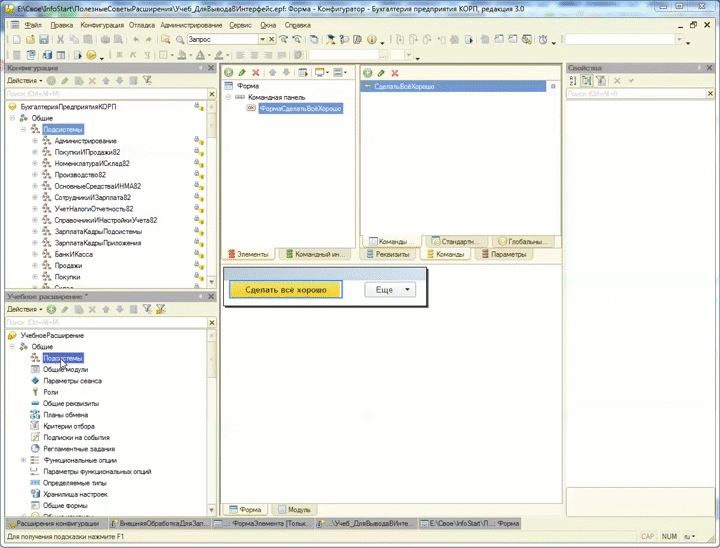 E:\Свое\InfoStart\ПолезныеСоветыРасширения\Учеб_ДляВыводаВИнтерфейс.epf: Форма - Конфигуратор - Бухгалтерия предприятия КОРП, редакция 3.0
Файл Правка Конфигурация Отладка Администрирование Сервис Окна Справка
Запрос
Конфигурация
Действия
Поиск (Ctrl+Alt+M)
БухгалтерияПредприятияКОРП
Общие
Подсистемы
Администрирование
ПокупкиИПродажи82
НоменклатураИСклад82
Производство82
ОсновныеСредстваИНМА82
СотрудникиИЗарплата82
УчетНалогиОтчетность82
СправочникиИНастройкиУчета82
ЗарплатаКадрыПодсистемы
ЗарплатаКадрыПриложения
БанкИКасса
Продажи
Покупки
Склад
Учебное расширение *
Действия
Поиск (Ctrl+Alt+M)
УчебноеРасширение
Общие
Подсистемы
Общие модули
Параметры сеанса
Роли
Общие реквизиты
Планы обмена
Критерии отбора
Подписки на события
Регламентные задания
Функциональные опции
Параметры функциональных опций
Определяемые типы
Хранилища настроек
Общие формы
Форма
Командная панель
ФормаСделатьВсёХорошо
Элементы
Командный ин...
СделатьВсёХорошо
Команды ...
Стандартн...
Глобальны...
Реквизиты
Команды
Параметры
Сделать всё хорошо
Еще
Форма
Модуль
Свойства
Поиск (Ctrl+Alt+I)
Расширения конфигурации
ВнешняяОбработкаДляЗап...
...: ФормаЭлемента [Тольк...
...\Учеб_ДляВыводаВИнте...
E:\Свое\InfoStart\П...: Форма
Для получения подсказки нажмите F1
CAP NUM ru